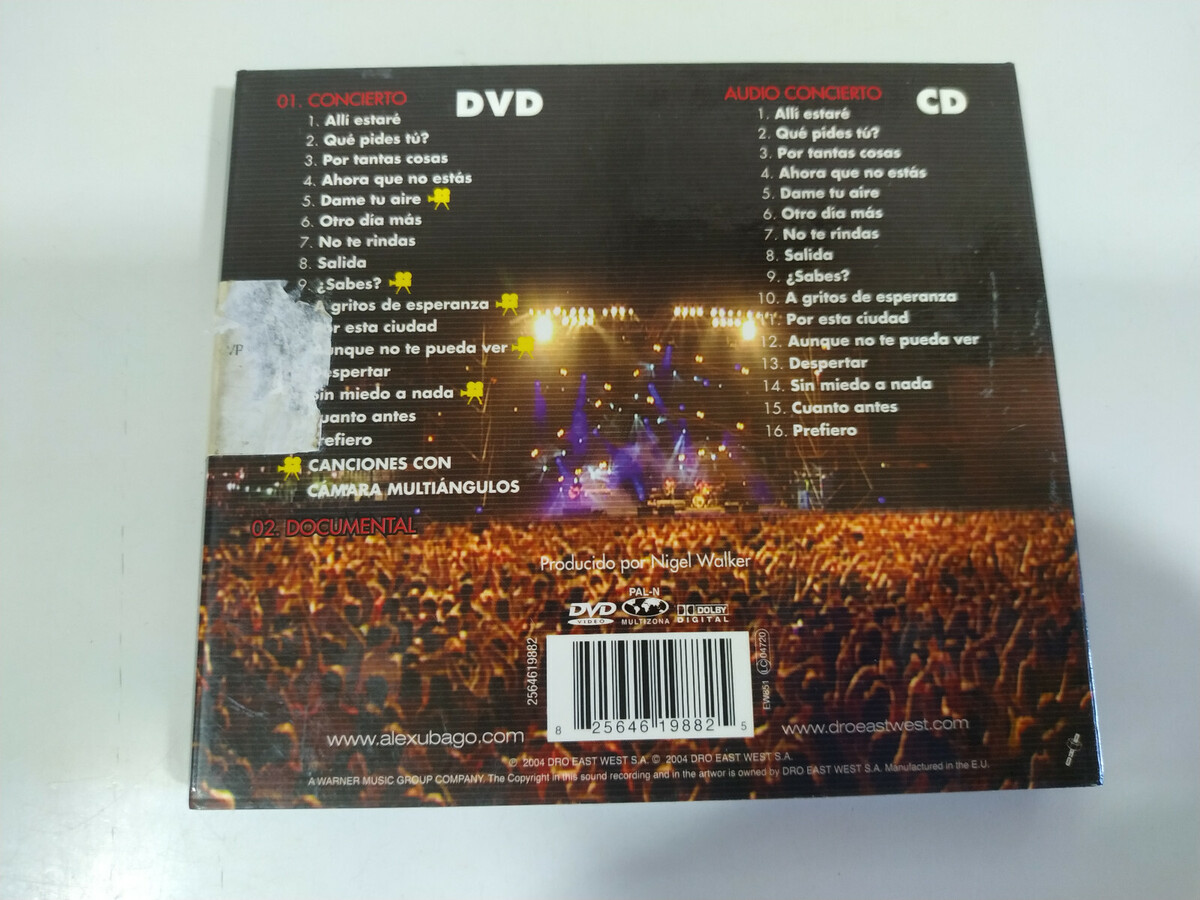 01. CONCIERTO
DVD
1. Allí estaré
2. Qué pides tú?
3. Por tantas cosas
4. Ahora que no estás
5. Dame tu aire
6. Otro día más
7. No te rindas
8. Salida
9. ¿Sabes?
A gritos de esperanza
or esta ciudad
unque no te pueda ver
espertar
in miedo a nada
uanto antes
refiero
CANCIONES CON
CÁMARA MULTIÁNGULOS
02. DOCUMENTAL
AUDIO CONCIERTO
CD
1. Allí estaré
2. Qué pides tú?
3. Por tantas cosas
4. Ahora que no estás
5. Dame tu aire
6. Otro día más
7. No te rindas
8. Salida
9. ¿Sabes?
10. A gritos de esperanza
11. Por esta ciudad
12. Aunque no te pueda ver
13. Despertar
14. Sin miedo a nada
15. Cuanto antes
16. Prefiero
Producido por Nigel Walker
PAL-N
DVD
VIDEO
MULTIZONA
DOLBY
DIGITAL
2564619882
8 25646 19882 5
EW851
LC 04720
www.alexubago.com
www.droeastwest.com
℗ 2004 DRO EAST WEST S.A. © 2004 DRO EAST WEST S.A.
A WARNER MUSIC GROUP COMPANY. The Copyright in this sound recording and in the artwor is owned by DRO EAST WEST S.A. Manufactured in the E.U.